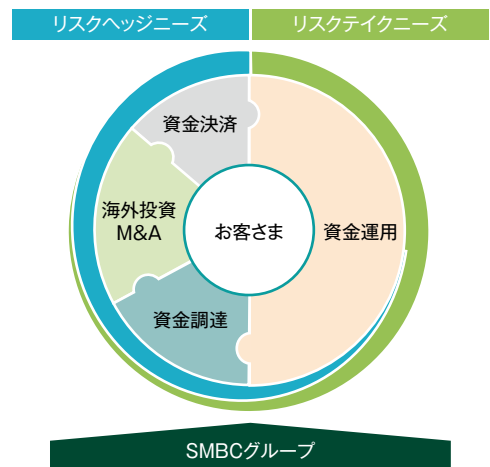 リスクヘッジニーズ
リスクテイクニーズ
資金決済
海外投資
M&A
お客さま
資金運用
資金調達
SMBCグループ